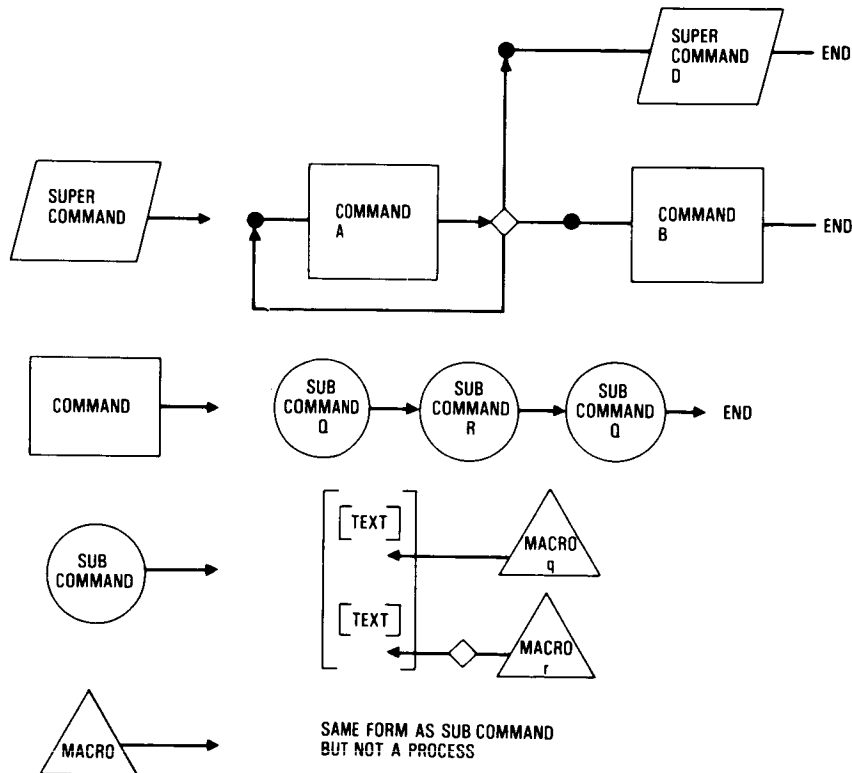 SUPER
COMMAND
D
END
SUPER
COMMAND
COMMAND
A
COMMAND
B
END
COMMAND
SUB
COMMAND
Q
SUB
COMMAND
R
SUB
COMMAND
Q
END
SUB
COMMAND
[TEXT]
MACRO
q
[TEXT]
MACRO
r
MACRO
SAME FORM AS SUB COMMAND
BUT NOT A PROCESS